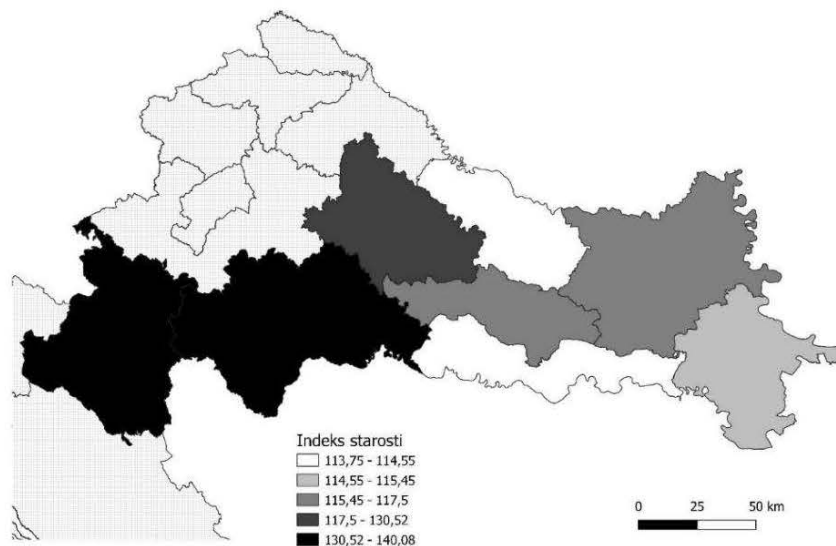 Indeks starosti
113,75 - 114,55
114,55 - 115,45
115,45 - 117,5
117,5 - 130,52
130,52 - 140,08
0 25 50 km